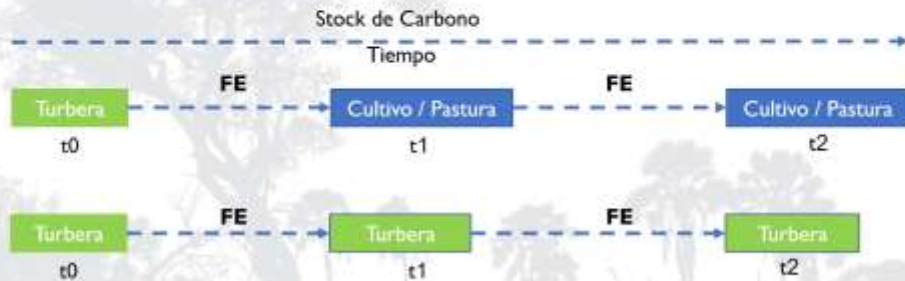 Stock de Carbono
Tiempo
FE FE
Turbera Cultivo / Pastura Cultivo / Pastura
t0 t1 t2
FE FE
Turbera Turbera Turbera
t0 t1 t2